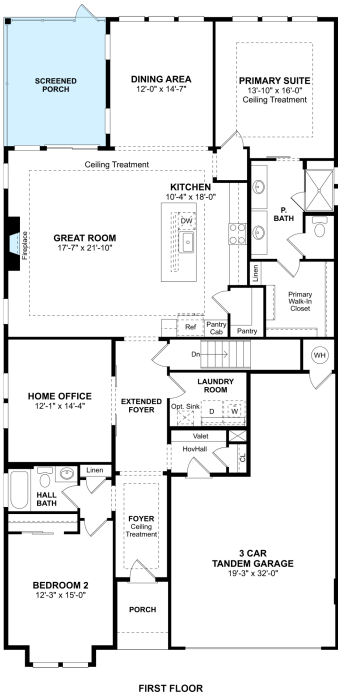 SCREENED
PORCH
DINING AREA
12'-0" x 14'-7"
PRIMARY SUITE
13'-10" x 16'-0"
Ceiling Treatment
Ceiling Treatment
KITCHEN
10'-4" x 18'-0"
DW
P.
BATH
GREAT ROOM
17'-7" x 21'-10"
Fireplace
Linen
Primary
Walk-In
Closet
Ref
Pantry
Cab
Pantry
Dn
WH
HOME OFFICE
12'-1" x 14'-4"
EXTENDED
FOYER
LAUNDRY
ROOM
Opt. Sink
D
W
Valet
HovHall
CL
Linen
HALL
BATH
FOYER
Ceiling
Treatment
3 CAR
TANDEM GARAGE
19'-3" x 32'-0"
BEDROOM 2
12'-3" x 15'-0"
PORCH
FIRST FLOOR